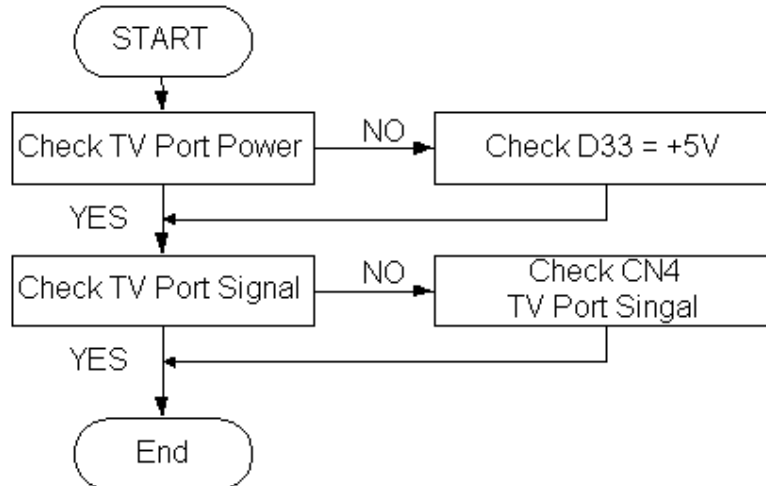 START
Check TV Port Power
NO
Check D33 = +5V
YES
Check TV Port Signal
NO
Check CN4
TV Port Singal
YES
End